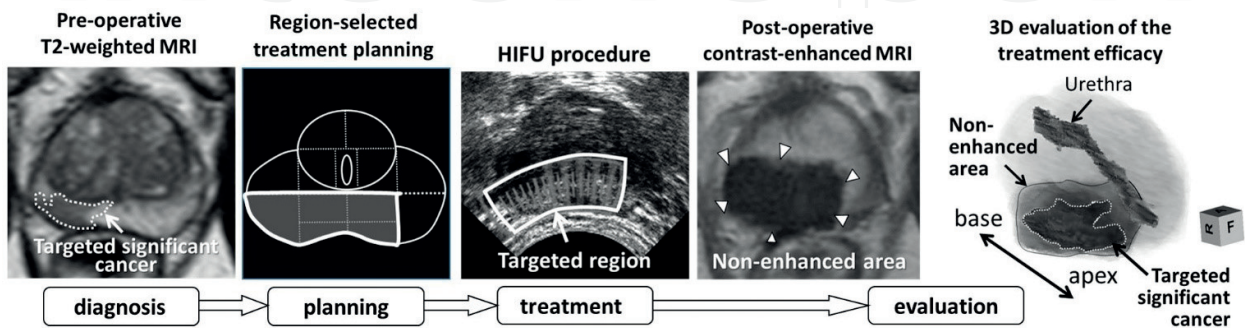 Pre-operative
T2-weighted MRI
Region-selected
treatment planning
HIFU procedure
Post-operative
contrast-enhanced MRI
3D evaluation of the
treatment efficacy
Targeted significant
cancer
Targeted region
Non-enhanced area
Urethra
Non-
enhanced
area
base
apex
Targeted
significant
cancer
R
F
diagnosis
planning
treatment
evaluation